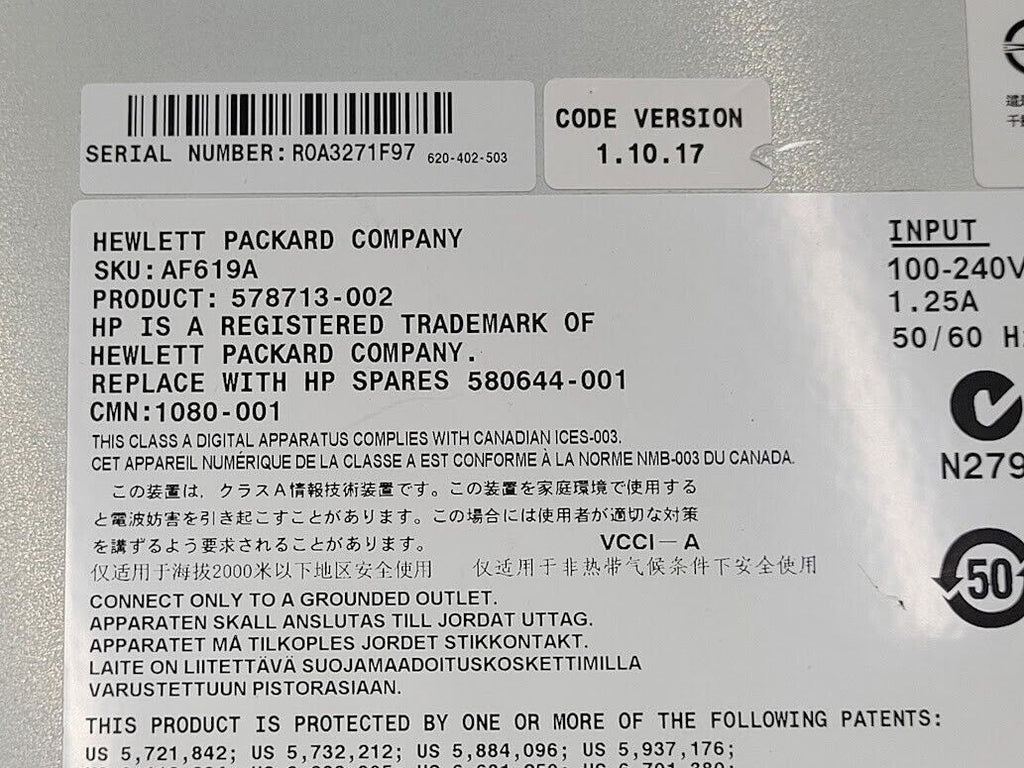 SERIAL NUMBER:R0A3271F97 620-402-503
CODE VERSION
1.10.17
HEWLETT PACKARD COMPANY
SKU:AF619A
PRODUCT: 578713-002
HP IS A REGISTERED TRADEMARK OF
HEWLETT PACKARD COMPANY.
REPLACE WITH HP SPARES 580644-001
CMN:1080-001
THIS CLASS A DIGITAL APPARATUS COMPLIES WITH CANADIAN ICES-003.
CET APPAREIL NUMÉRIQUE DE LA CLASSE A EST CONFORME À LA NORME NMB-003 DU CANADA.
この装置は、クラスA情報技術装置です。この装置を家庭環境で使用する
と電波妨害を引き起こすことがあります。この場合には使用者が適切な対策
を講ずるよう要求されることがあります。 VCCI-A
仅适用于海拔2000米以下地区安全使用 仅适用于非热带气候条件下安全使用
CONNECT ONLY TO A GROUNDED OUTLET.
APPARATEN SKALL ANSLUTAS TILL JORDAT UTTAG.
APPARATET MÅ TILKOPLES JORDET STIKKONTAKT.
LAITE ON LIITETTÄVÄ SUOJAMAADOITUSKOSKETTIMILLA
VARUSTETTUUN PISTORASIAAN.
THIS PRODUCT IS PROTECTED BY ONE OR MORE OF THE FOLLOWING PATENTS:
US 5,721,842; US 5,732,212; US 5,884,096; US 5,937,176;
INPUT
100-240V
1.25A
50/60 H
N279
50